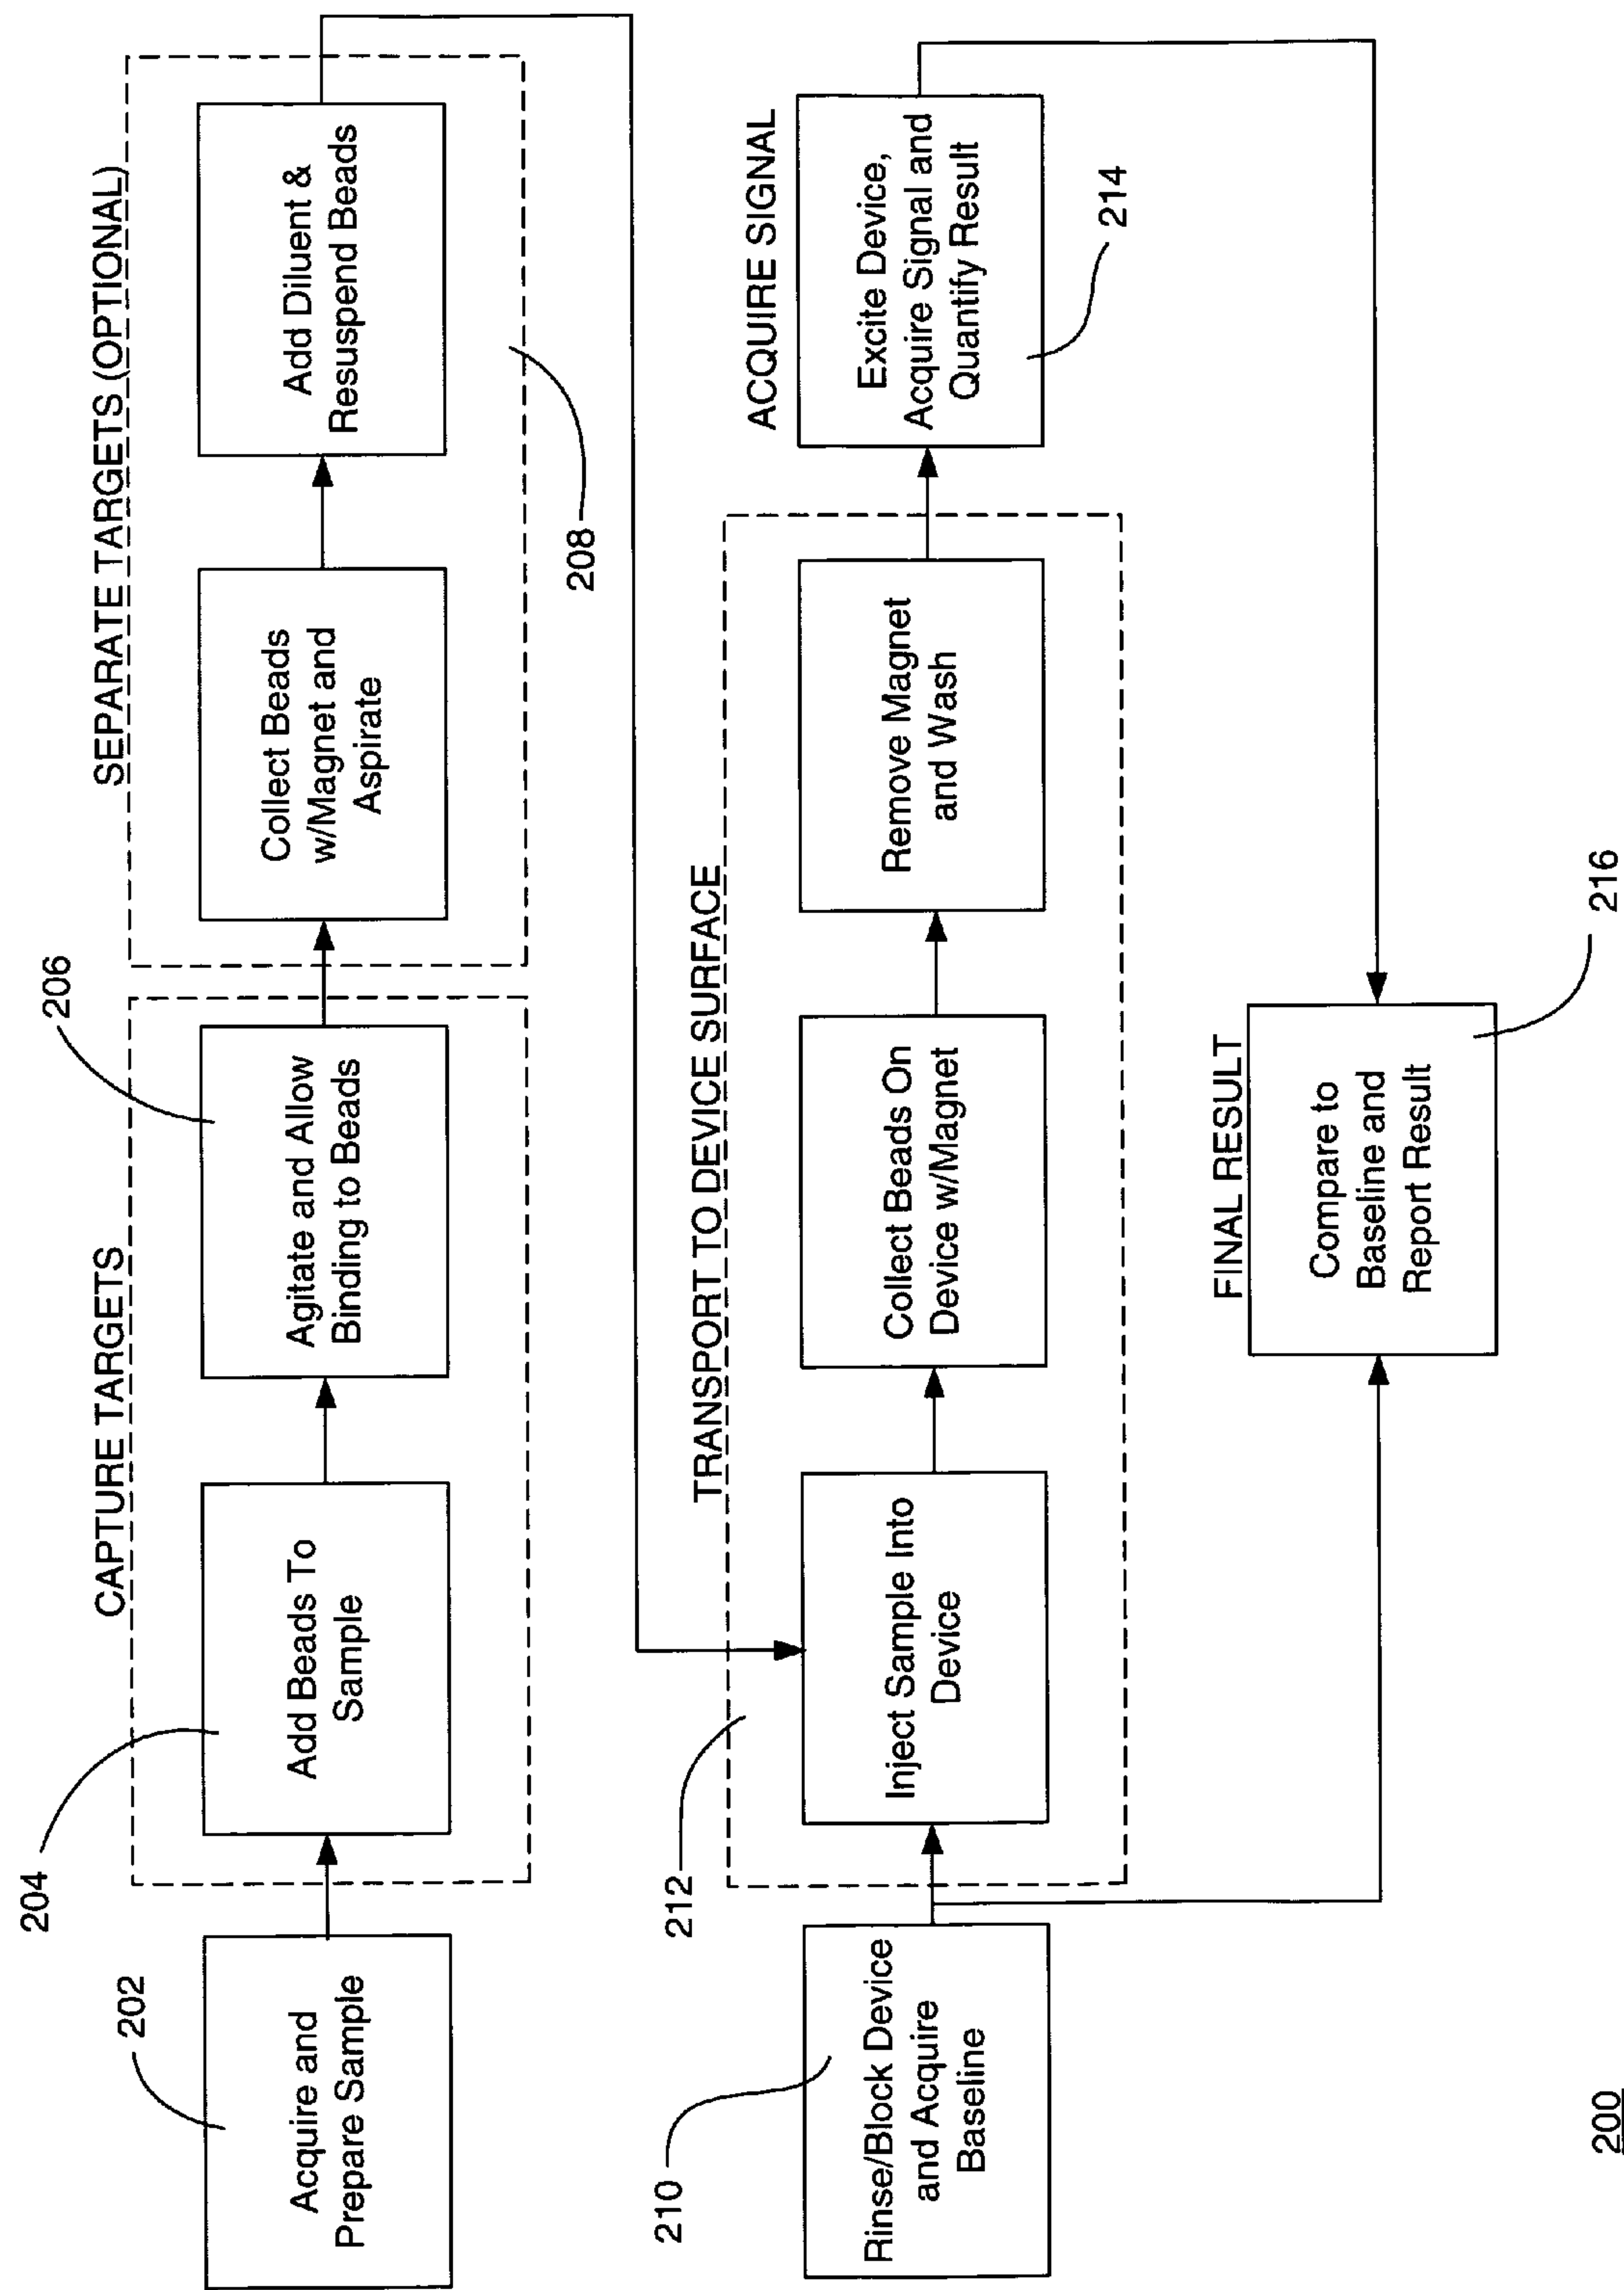 CAPTURE TARGETS
SEPARATE TARGETS (OPTIONAL)
202
Acquire and
Prepare Sample
204
Add Beads To
Sample
206
Agitate and Allow
Binding to Beads
Collect Beads
w/Magnet and
Aspirate
Add Diluent &
Resuspend Beads
208
TRANSPORT TO DEVICE SURFACE
ACQUIRE SIGNAL
210
Rinse/Block Device
and Acquire
Baseline
212
Inject Sample Into
Device
Collect Beads On
Device w/Magnet
Remove Magnet
and Wash
Excite Device,
Acquire Signal and
Quantify Result
214
FINAL RESULT
Compare to
Baseline and
Report Result
216
200